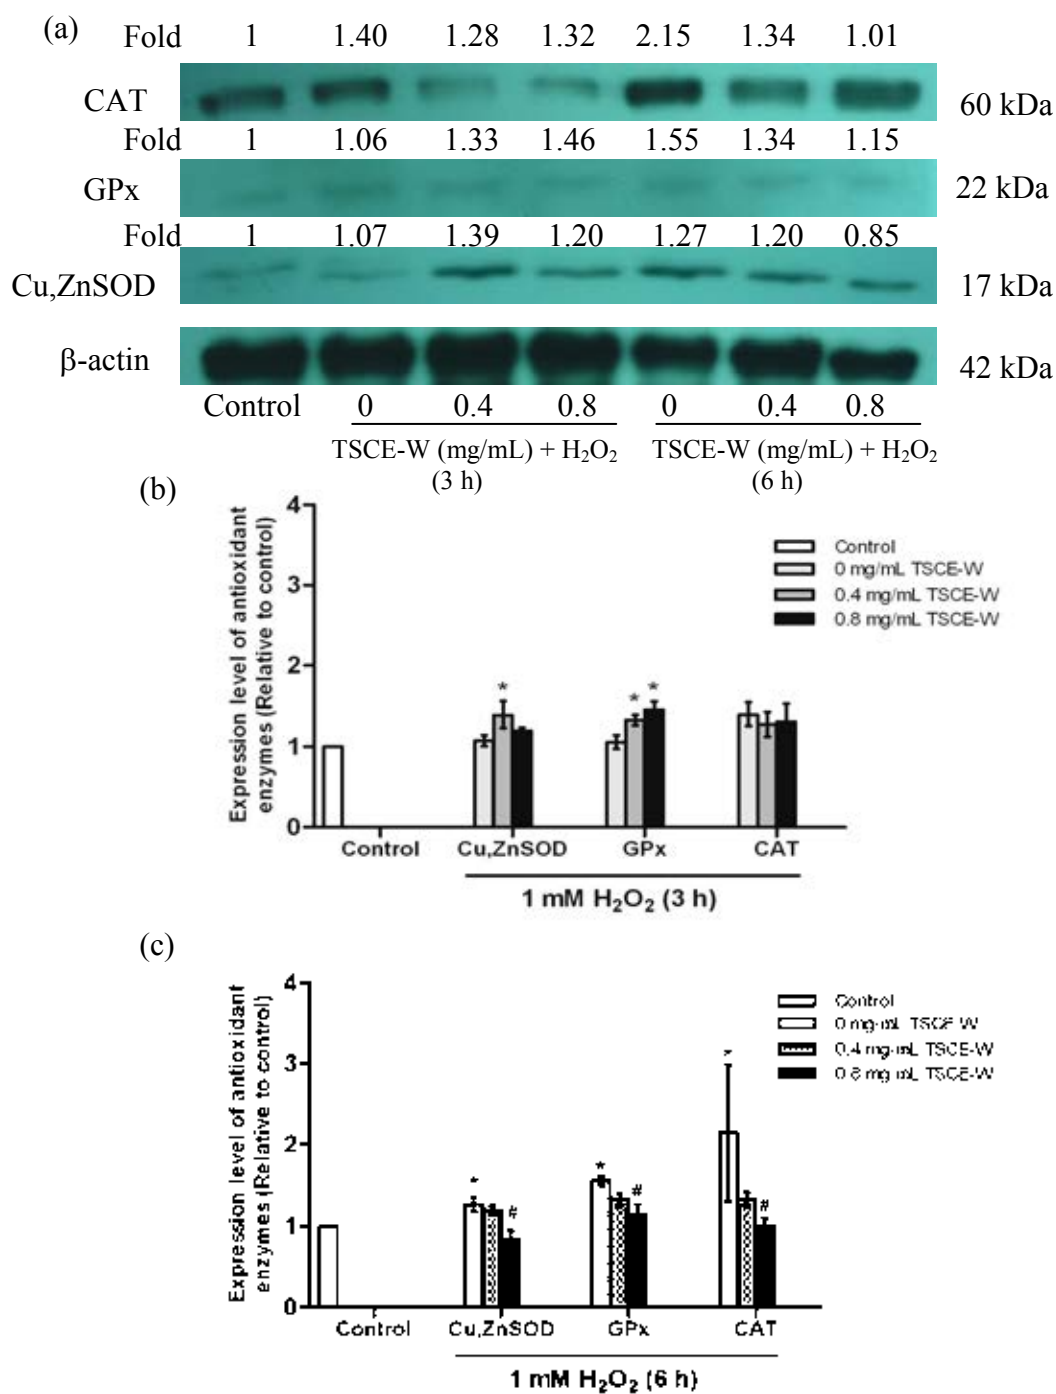 (a)
Fold 1 1.40 1.28 1.32 2.15 1.34 1.01
CAT 60 kDa
Fold 1 1.06 1.33 1.46 1.55 1.34 1.15
GPx 22 kDa
Fold 1 1.07 1.39 1.20 1.27 1.20 0.85
Cu,ZnSOD 17 kDa
β-actin 42 kDa
Control 0 0.4 0.8 0 0.4 0.8
TSCE-W (mg/mL) + H₂O₂ TSCE-W (mg/mL) + H₂O₂
(3 h) (6 h)
(b)
Expression level of antioxidant
enzymes (Relative to control)
4
3
2
1
0
Control
0 mg/mL TSCE-W
0.4 mg/mL TSCE-W
0.8 mg/mL TSCE-W
* * *
Control Cu,ZnSOD GPx CAT
1 mM H₂O₂ (3 h)
(c)
Expression level of antioxidant
enzymes (Relative to control)
4
3
2
1
0
Control
0 mg/mL TSCE-W
0.4 mg/mL TSCE-W
0.8 mg/mL TSCE-W
* # * # * #
Control Cu,ZnSOD GPx CAT
1 mM H₂O₂ (6 h)